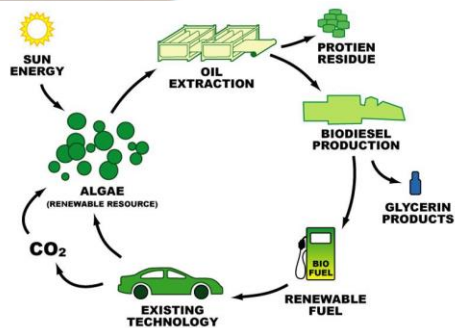 SUN
ENERGY
OIL
EXTRACTION
PROTIEN
RESIDUE
BIODIESEL
PRODUCTION
GLYCERIN
PRODUCTS
BIO
FUEL
RENEWABLE
FUEL
EXISTING
TECHNOLOGY
CO₂
ALGAE
(RENEWABLE RESOURCE)